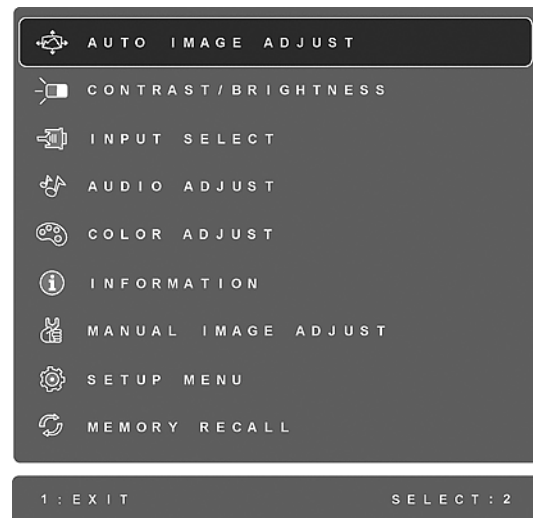 AUTO IMAGE ADJUST
CONTRAST/BRIGHTNESS
INPUT SELECT
AUDIO ADJUST
COLOR ADJUST
INFORMATION
MANUAL IMAGE ADJUST
SETUP MENU
MEMORY RECALL
1:EXIT SELECT:2